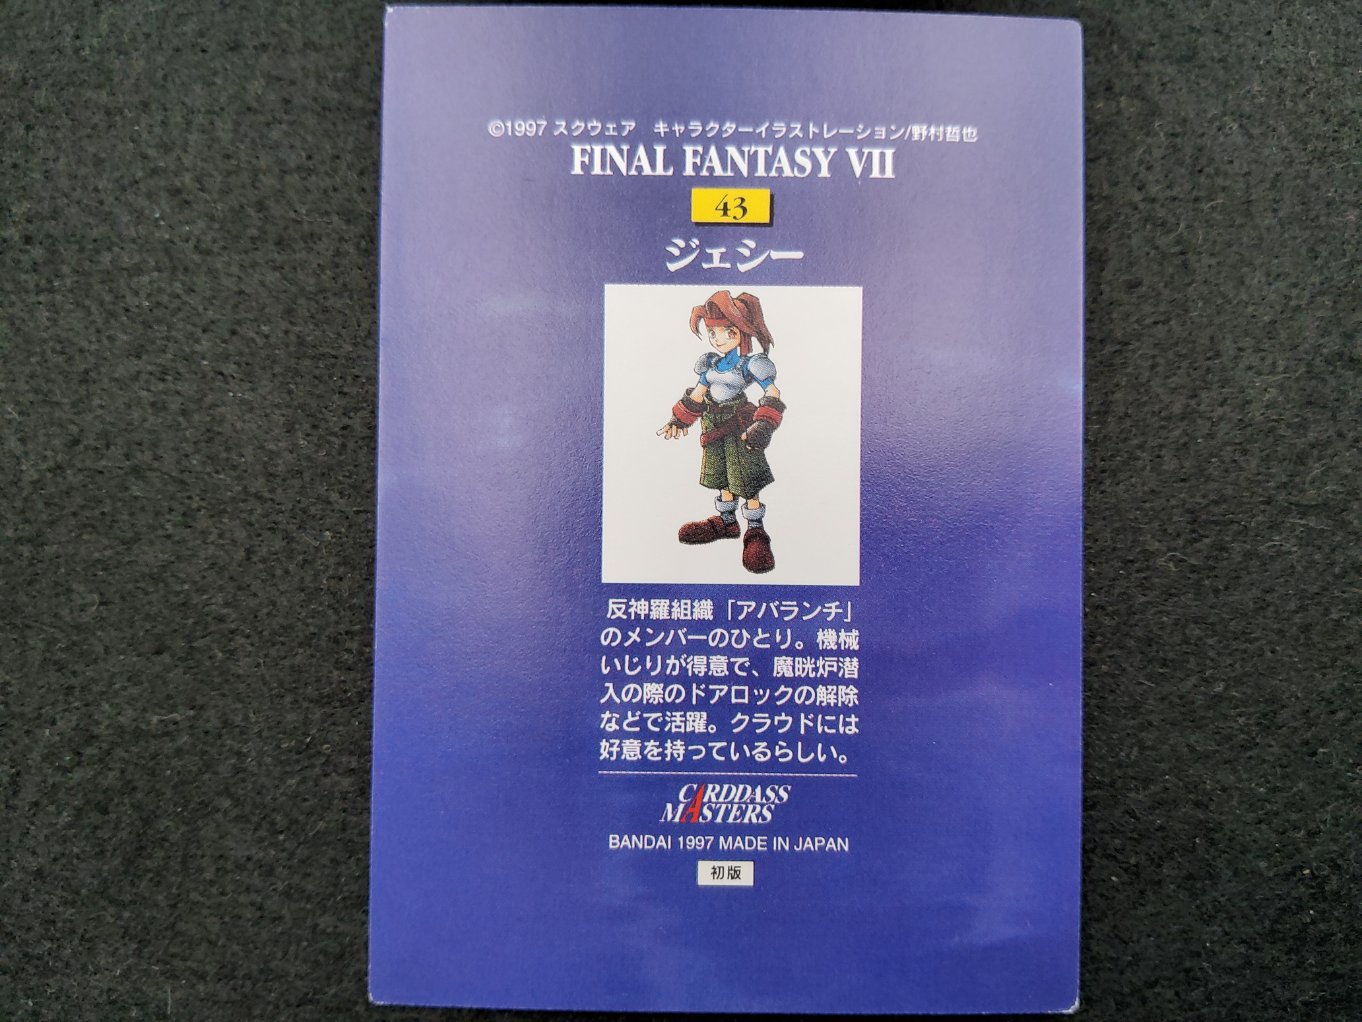 ©1997 スクウェア　キャラクターイラストレーション/野村哲也
FINAL FANTASY VII
43
ジェシー
反神羅組織「アバランチ」
のメンバーのひとり。機械
いじりが得意で、魔晄炉潜
入の際のドアロックの解除
などで活躍。クラウドには
好意を持っているらしい。
CARDDASS
MASTERS
BANDAI 1997 MADE IN JAPAN
初版